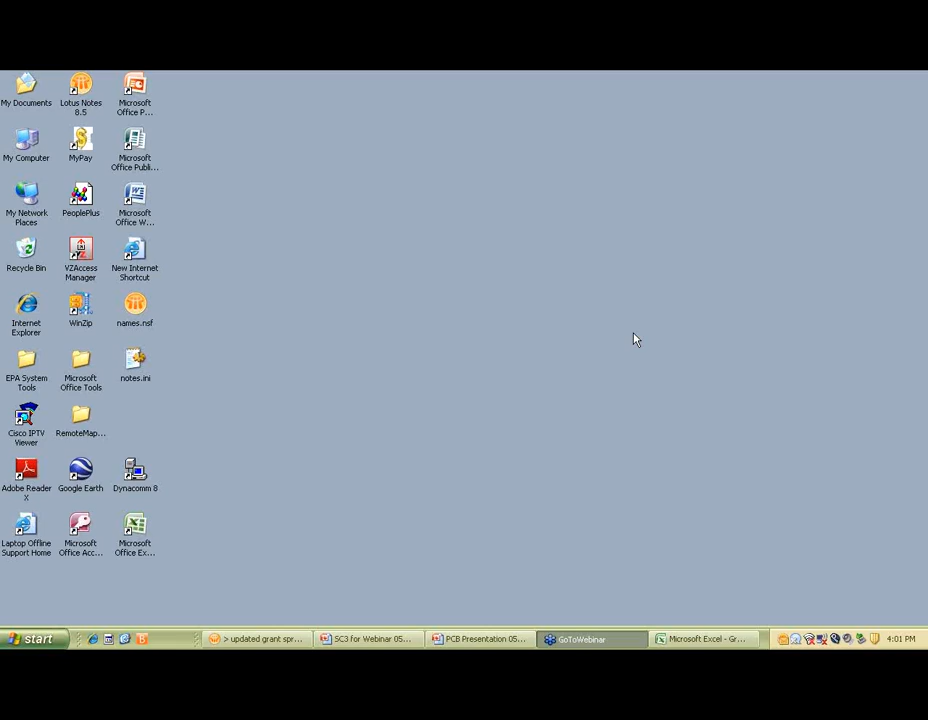 My Documents
Lotus Notes
8.5
Microsoft
Office P...
My Computer
MyPay
Microsoft
Office Publi...
My Network
Places
PeoplePlus
Microsoft
Office W...
Recycle Bin
VZAccess
Manager
New Internet
Shortcut
Internet
Explorer
WinZip
names.nsf
EPA System
Tools
Microsoft
Office Tools
notes.ini
Cisco IPTV
Viewer
RemoteMap...
Adobe Reader
X
Google Earth
Dynacomm 8
Laptop Offline
Support Home
Microsoft
Office Acc...
Microsoft
Office Ex...
start
> updated grant spr...
SC3 for Webinar 05...
PCB Presentation 05...
GoToWebinar
Microsoft Excel - Gr...
4:01 PM